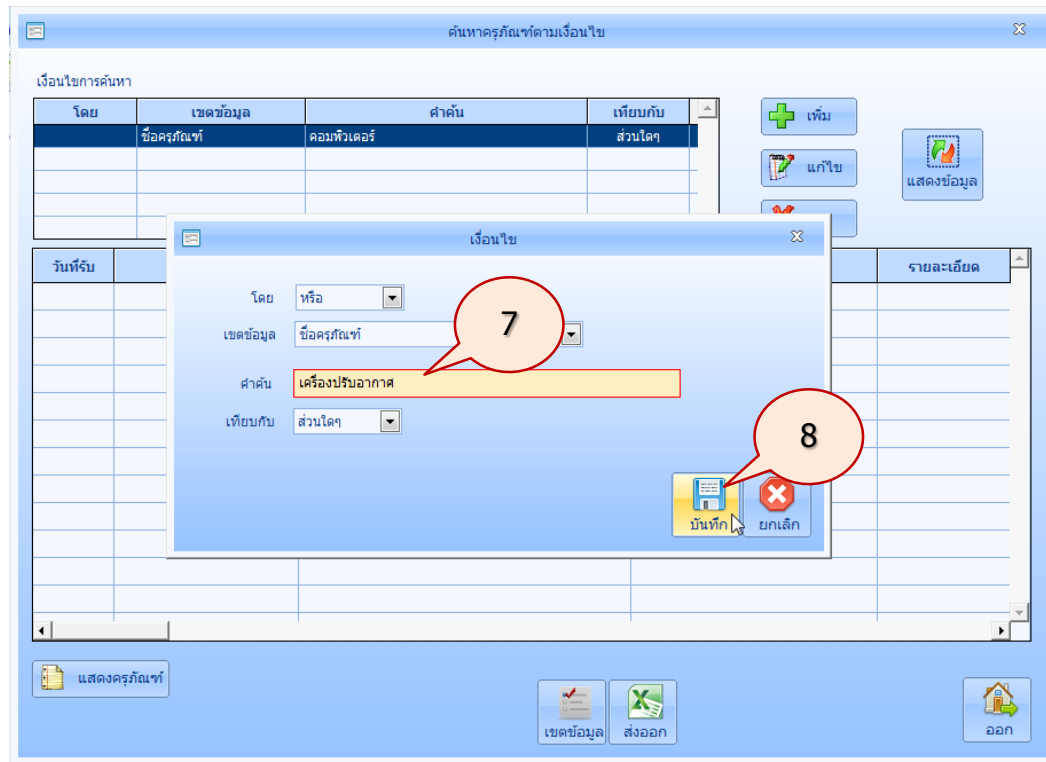 ค้นหาครุภัณฑ์ตามเงื่อนไข
เงื่อนไขการค้นหา
โดย เขตข้อมูล คำค้น เทียบกับ
ชื่อครุภัณฑ์ คอมพิวเตอร์ ส่วนใดๆ
เพิ่ม
แก้ไข
แสดงข้อมูล
วันที่รับ รายละเอียด
เงื่อนไข
โดย หรือ
เขตข้อมูล ชื่อครุภัณฑ์
7
คำค้น เครื่องปรับอากาศ
เทียบกับ ส่วนใดๆ
8
บันทึก ยกเลิก
แสดงครุภัณฑ์
เขตข้อมูล ส่งออก
ออก